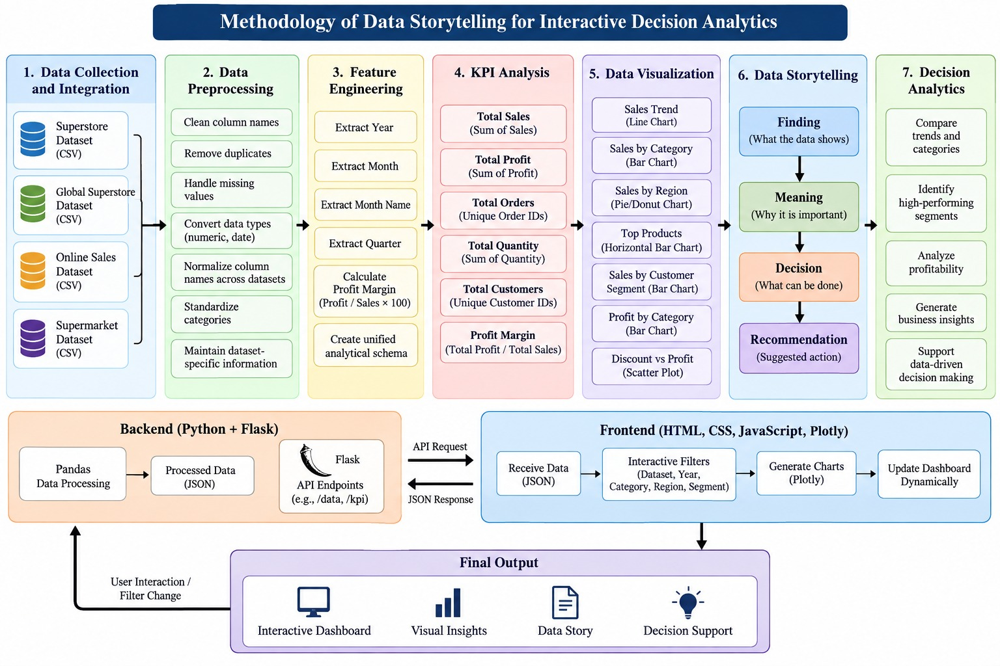 Methodology of Data Storytelling for Interactive Decision Analytics
1. Data Collection
and Integration
Superstore
Dataset
(CSV)
Global Superstore
Dataset
(CSV)
Online Sales
Dataset
(CSV)
Supermarket
Dataset
(CSV)
2. Data
Preprocessing
Clean column names
Remove duplicates
Handle missing
values
Convert data types
(numeric, date)
Normalize column
names across datasets
Standardize
categories
Maintain dataset-
specific information
3. Feature
Engineering
Extract Year
Extract Month
Extract Month Name
Extract Quarter
Calculate
Profit Margin
(Profit / Sales × 100)
Create unified
analytical schema
4. KPI Analysis
Total Sales
(Sum of Sales)
Total Profit
(Sum of Profit)
Total Orders
(Unique Order IDs)
Total Quantity
(Sum of Quantity)
Total Customers
(Unique Customer IDs)
Profit Margin
(Total Profit / Total Sales)
5. Data Visualization
Sales Trend
(Line Chart)
Sales by Category
(Bar Chart)
Sales by Region
(Pie/Donut Chart)
Top Products
(Horizontal Bar Chart)
Sales by Customer
Segment (Bar Chart)
Profit by Category
(Bar Chart)
Discount vs Profit
(Scatter Plot)
6. Data Storytelling
Finding
(What the data shows)
Meaning
(Why it is important)
Decision
(What can be done)
Recommendation
(Suggested action)
7. Decision
Analytics
Compare
trends and
categories
Identify
high-performing
segments
Analyze
profitability
Generate
business insights
Support
data-driven
decision making
Backend (Python + Flask)
Pandas
Data Processing
Processed Data
(JSON)
Flask
API Endpoints
(e.g., /data, /kpi)
API Request
JSON Response
Frontend (HTML, CSS, JavaScript, Plotly)
Receive Data
(JSON)
Interactive Filters
(Dataset, Year,
Category, Region, Segment)
Generate Charts
(Plotly)
Update Dashboard
Dynamically
User Interaction /
Filter Change
Final Output
Interactive Dashboard
Visual Insights
Data Story
Decision Support